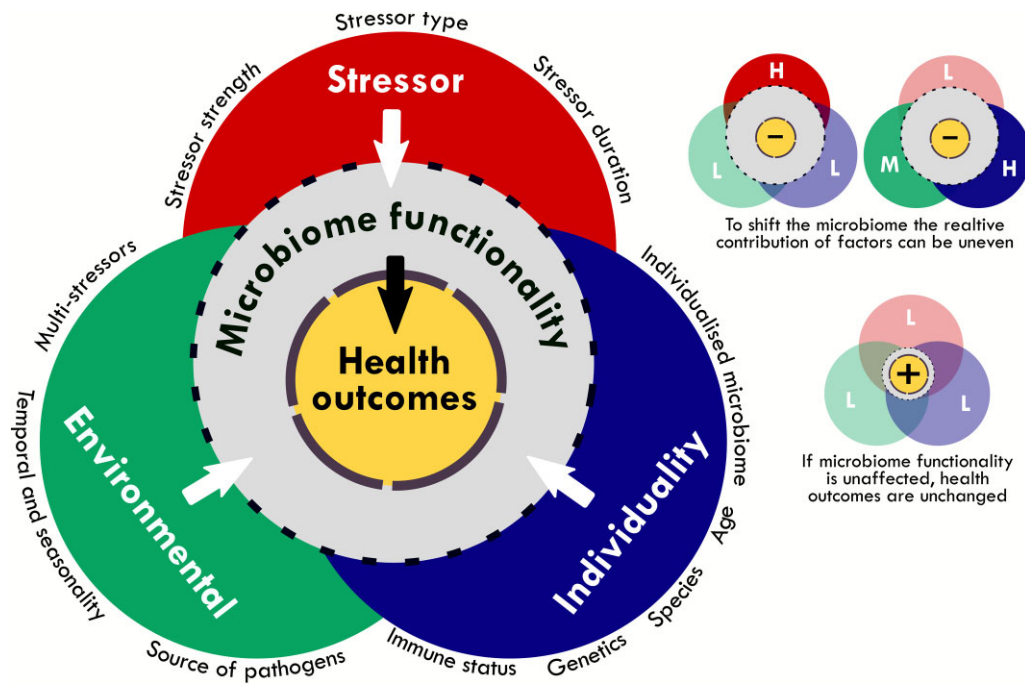 Stressor type
Stressor strength
Stressor duration
Stressor
Microbiome functionality
Health
outcomes
Multi-stressors
Temporal and seasonality
Source of pathogens
Environmental
Individualised microbiome
Age
Species
Genetics
Immune status
Individuality
H
L
L
-
L
M
H
-
To shift the microbiome the realtive
contribution of factors can be uneven
L
L
L
+
If microbiome functionality
is unaffected, health
outcomes are unchanged